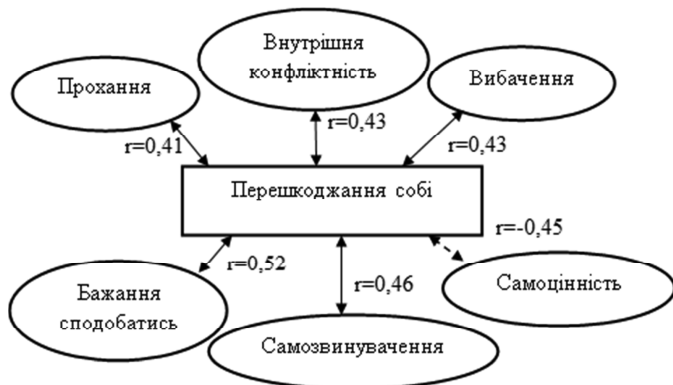 Внутрішня
конфліктність
Прохання
Вибачення
r=0,41
r=0,43
r=0,43
Перешкоджання собі
r=-0,45
r=0,52
r=0,46
Бажання
сподобатись
Самоцінність
Самозвинувачення